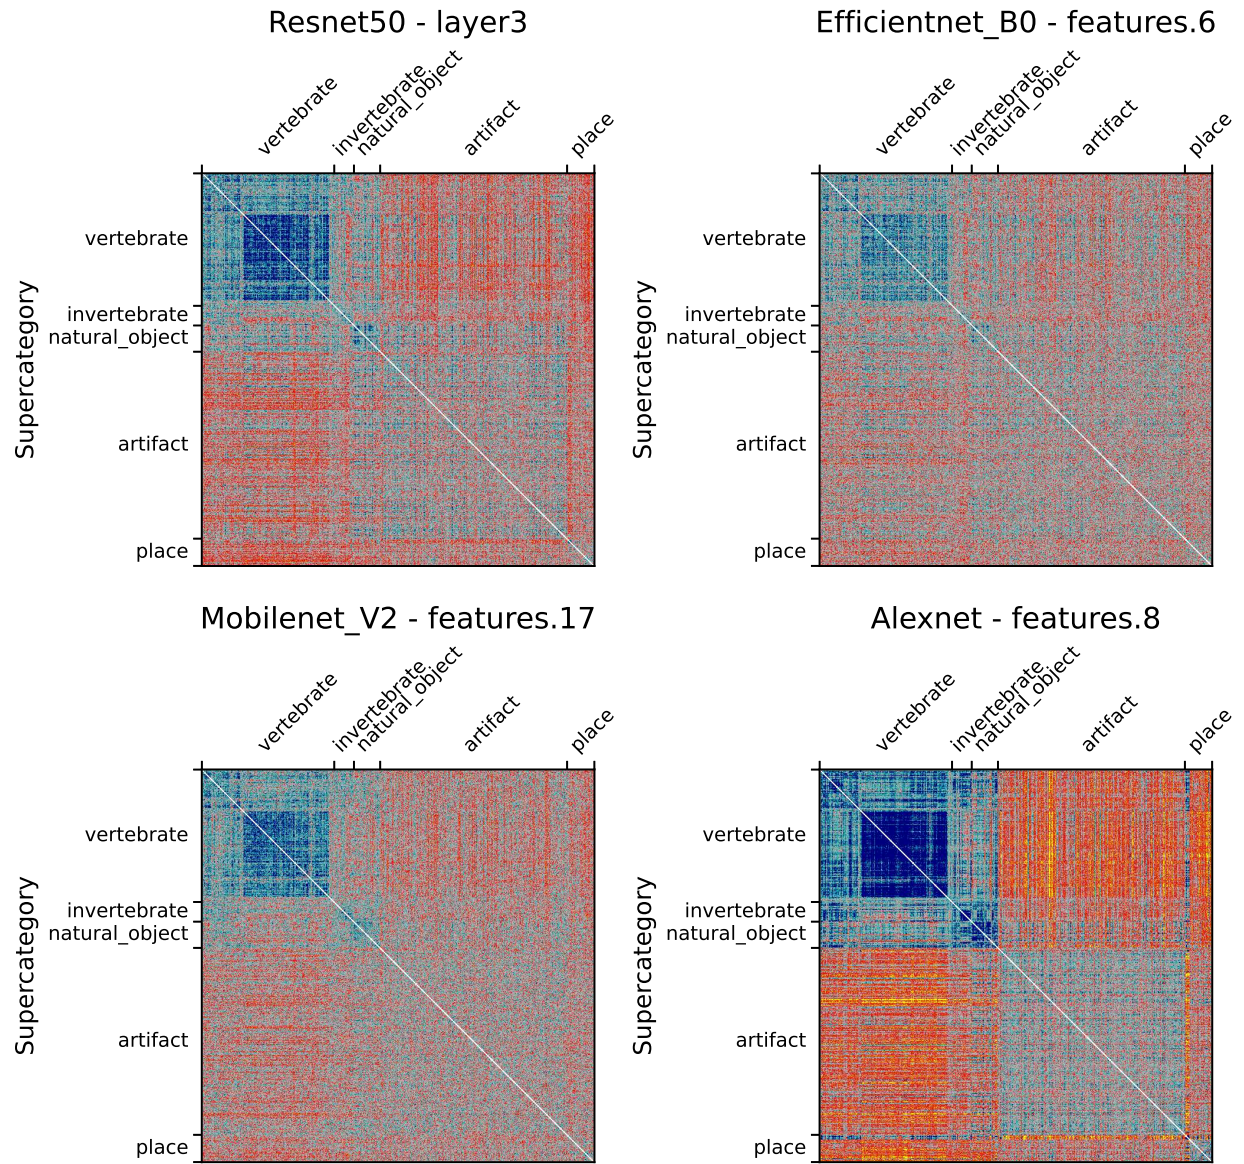 Resnet50 - layer3
vertebrate
invertebrate
natural_object
artifact
place
Supercategory
vertebrate
invertebrate
natural_object
artifact
place
Efficientnet_B0 - features.6
vertebrate
invertebrate
natural_object
artifact
place
Supercategory
vertebrate
invertebrate
natural_object
artifact
place
Mobilenet_V2 - features.17
vertebrate
invertebrate
natural_object
artifact
place
Supercategory
vertebrate
invertebrate
natural_object
artifact
place
Alexnet - features.8
vertebrate
invertebrate
natural_object
artifact
place
Supercategory
vertebrate
invertebrate
natural_object
artifact
place